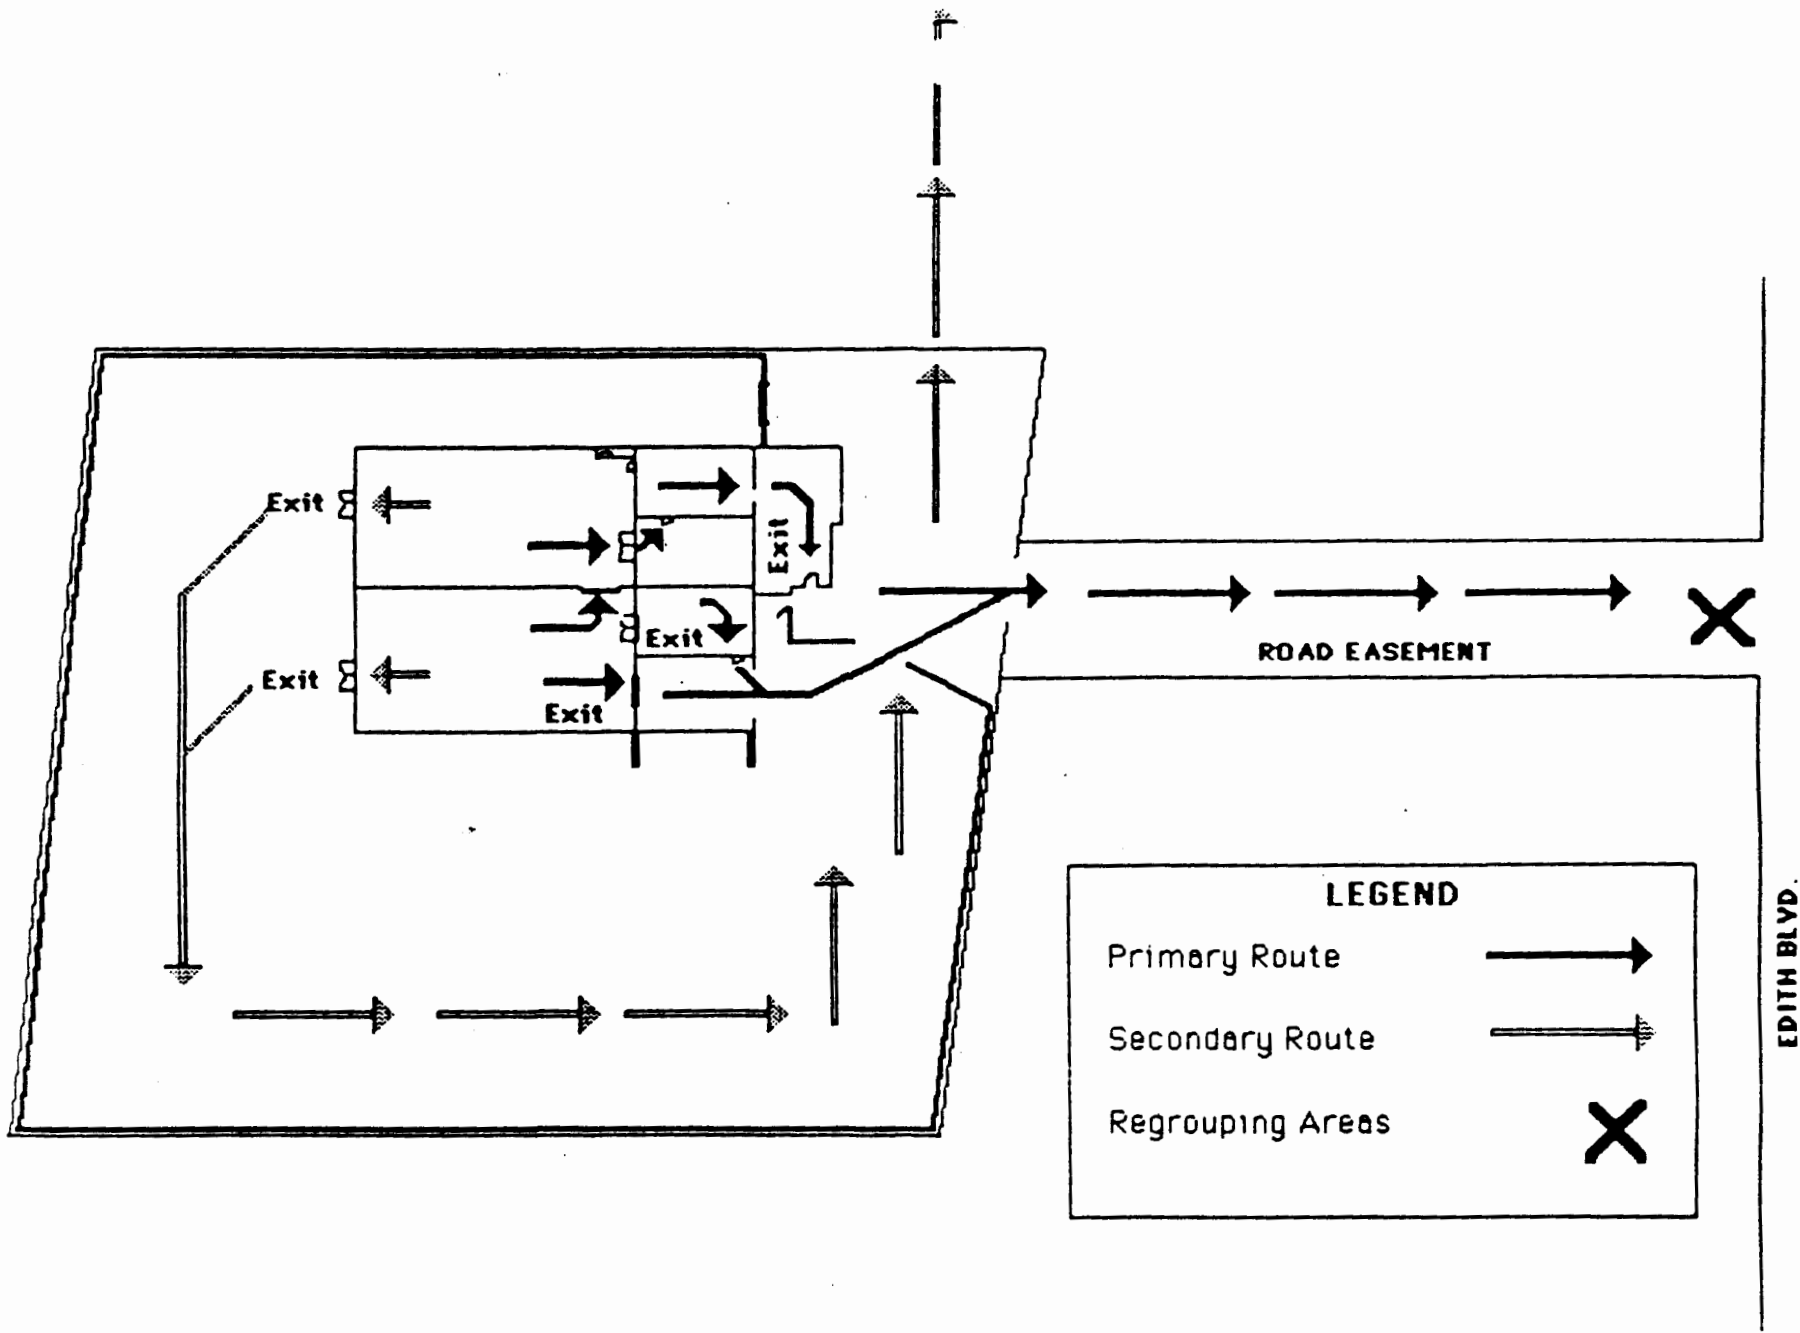 Exit
Exit
Exit
Exit
Exit
ROAD EASEMENT
LEGEND
Primary Route
Secondary Route
Regrouping Areas
EDITH BLVD.